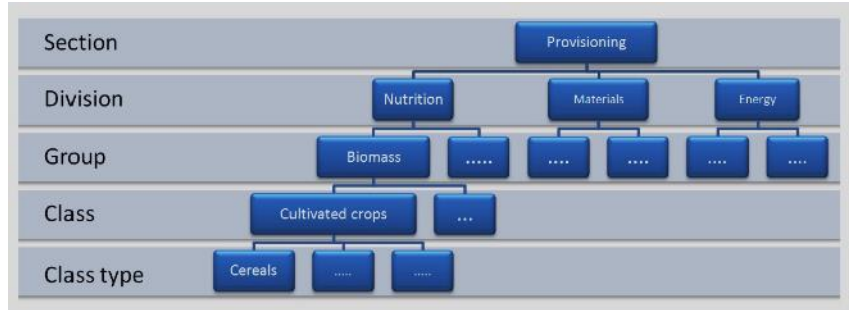 Section
Provisioning
Division
Nutrition
Materials
Energy
Group
Biomass
.....
....
....
....
....
Class
Cultivated crops
...
Class type
Cereals
.....
.....